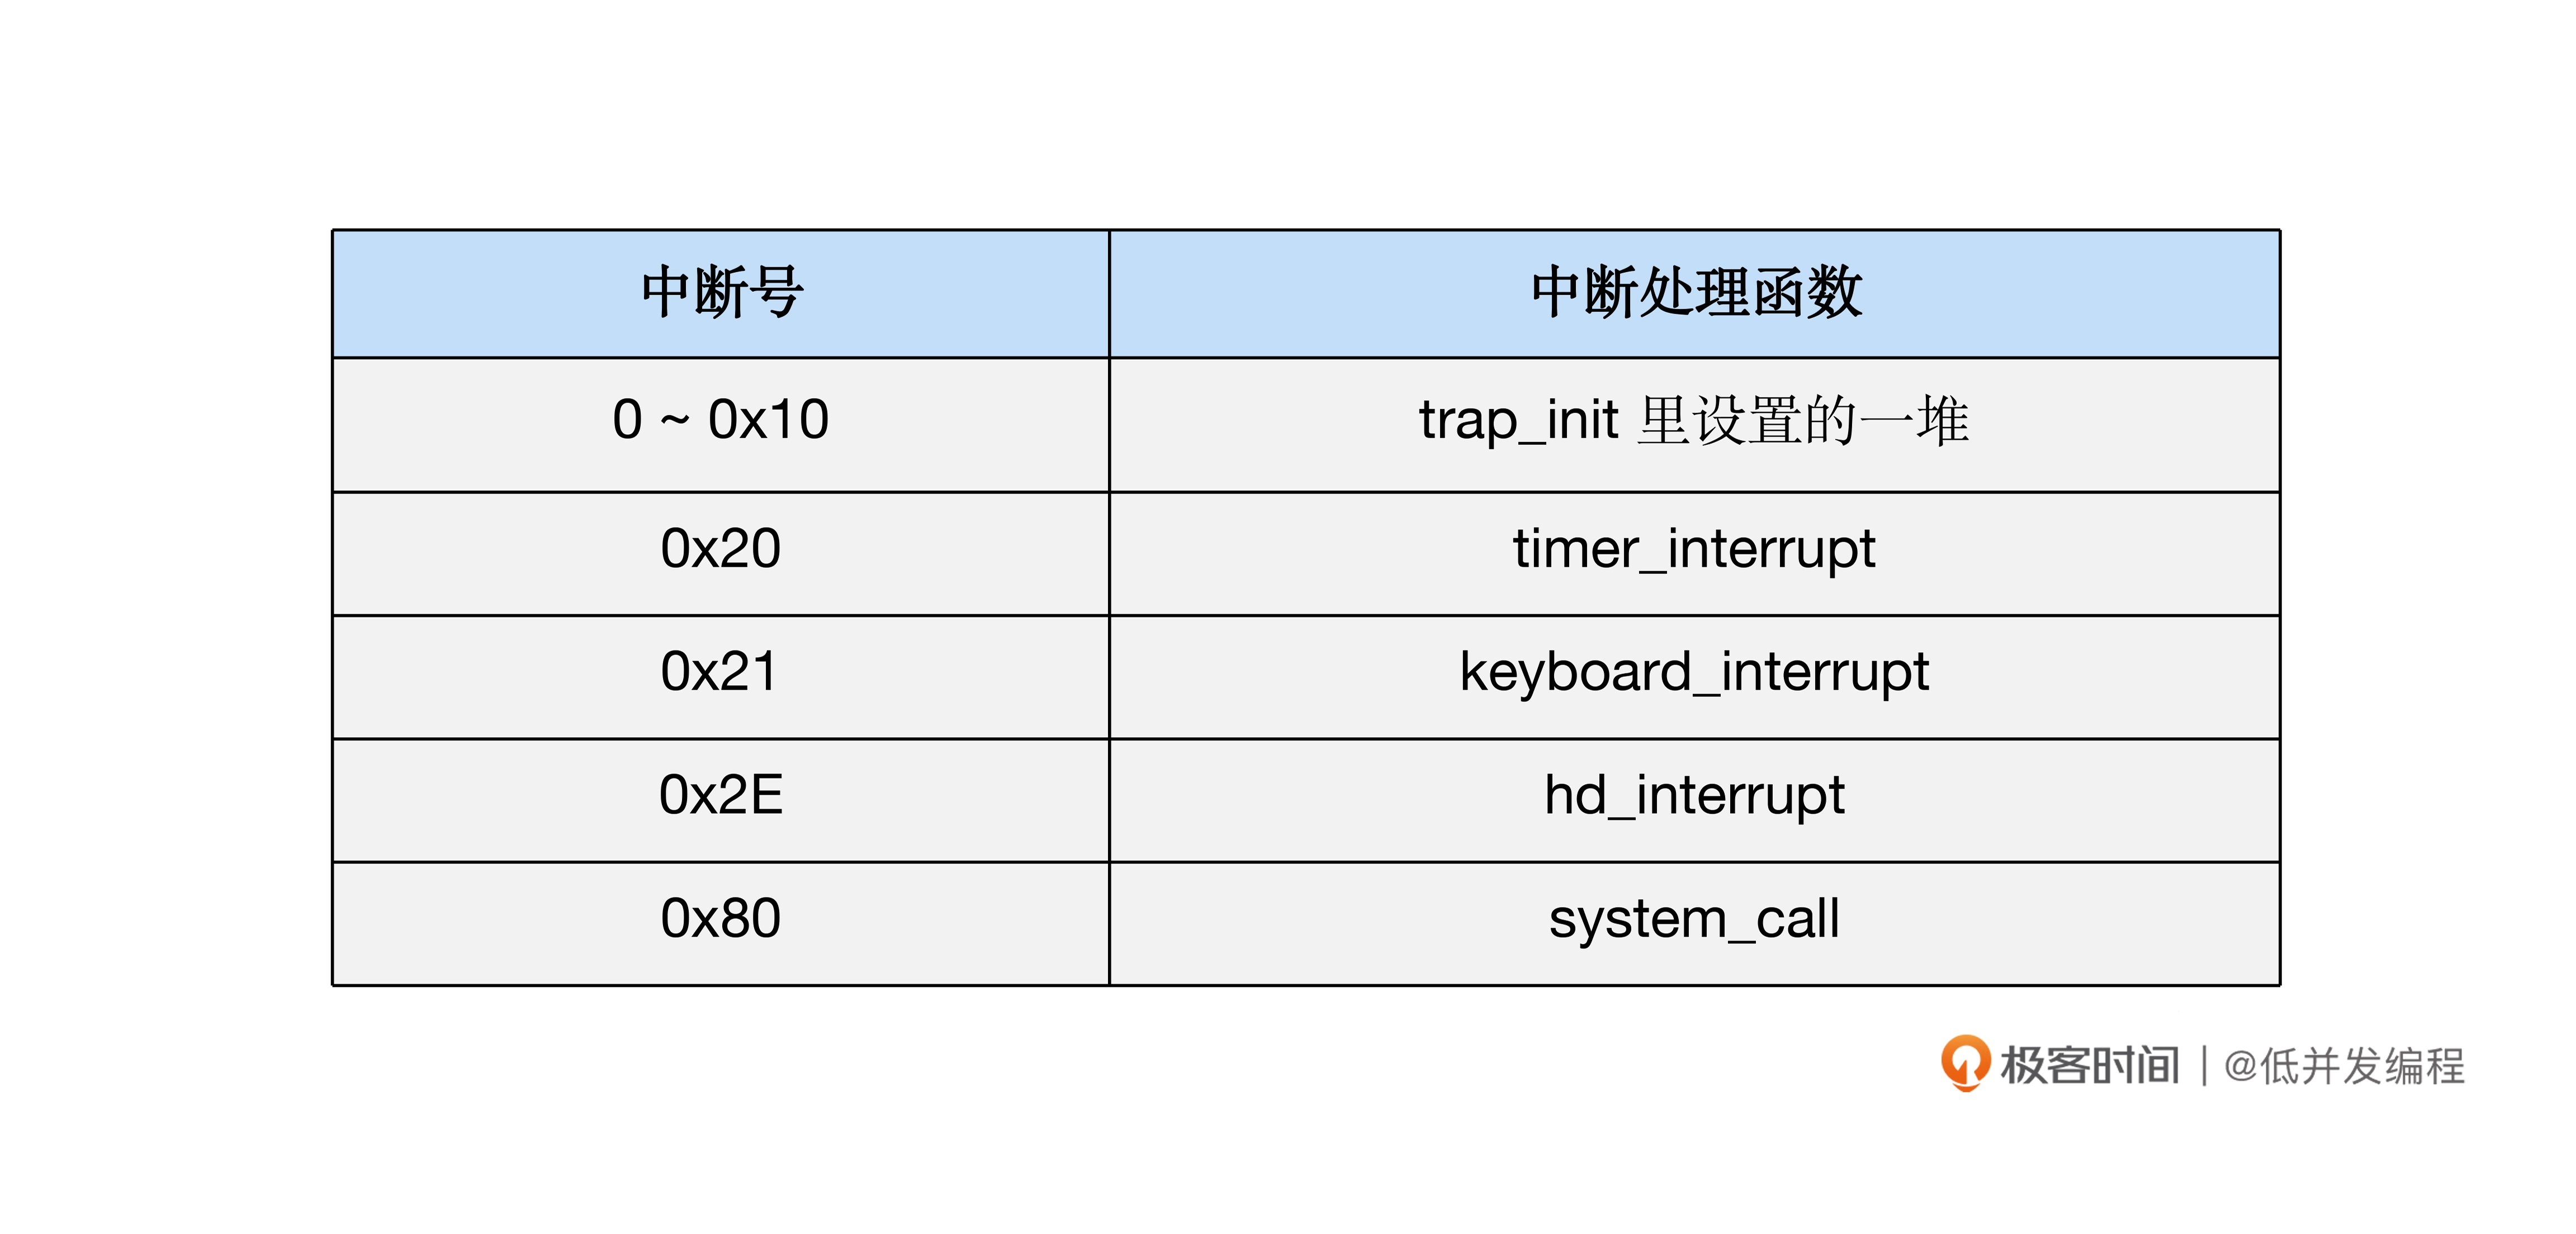 中断号 中断处理函数
0 ~ 0x10 trap_init 里设置的一堆
0x20 timer_interrupt
0x21 keyboard_interrupt
0x2E hd_interrupt
0x80 system_call
极客时间 | @低并发编程